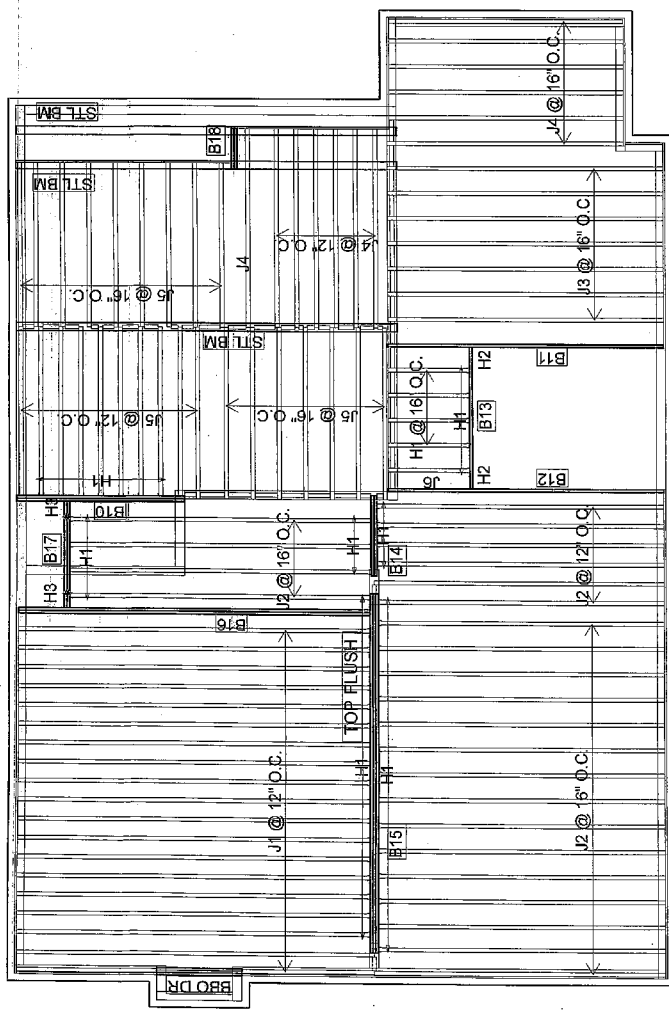 STL BM
B18
STL BM
J5 @ 16" O.C.
J4
J4 @ 12" O.C.
J4 @ 16" O.C.
J3 @ 16" O.C.
STL BM
J5 @ 12" O.C.
J5 @ 16" O.C.
H1
H3
B10
B17
H1
H3
J2 @ 16" O.C.
H1
H1
B14
H1 @ 16" O.C.
H1
J6
H2
B13
H2
B11
B12
J2 @ 12" O.C.
B16
TOP FLUSH
H1
H1
J1 @ 12" O.C.
B15
J2 @ 16" O.C.
BBO DR